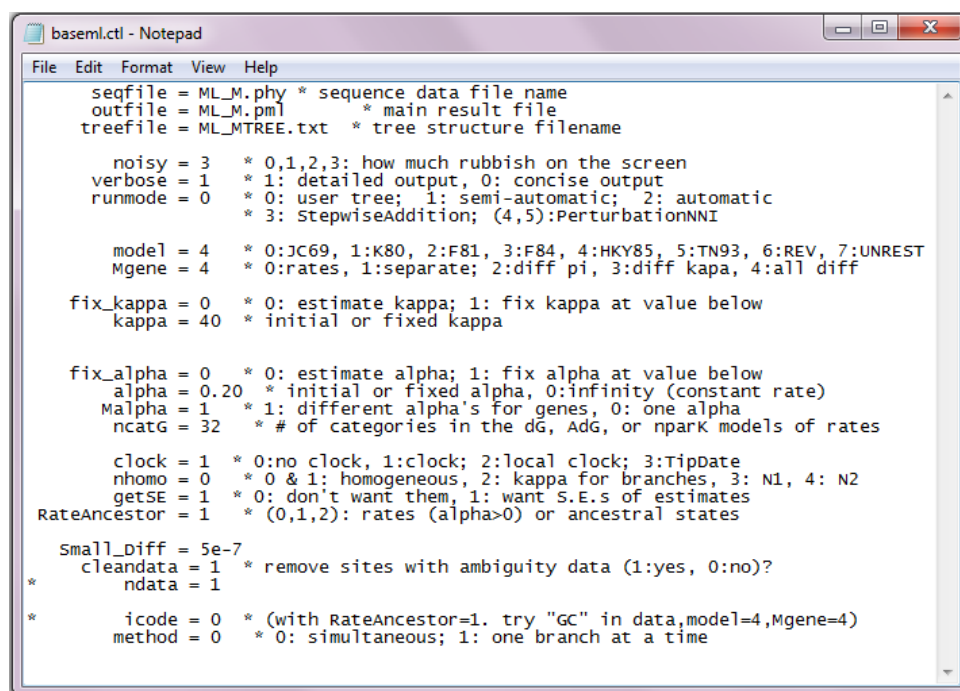 baseml.ctl - Notepad
File Edit Format View Help
seqfile = ML_M.phy * sequence data file name
outfile = ML_M.pml * main result file
treefile = ML_MTREE.txt * tree structure filename
noisy = 3 * 0,1,2,3: how much rubbish on the screen
verbose = 1 * 1: detailed output, 0: concise output
runmode = 0 * 0: user tree; 1: semi-automatic; 2: automatic
* 3: StepwiseAddition; (4,5):PerturbationNNI
model = 4 * 0:JC69, 1:K80, 2:F81, 3:F84, 4:HKY85, 5:TN93, 6:REV, 7:UNREST
Mgene = 4 * 0:rates, 1:separate; 2:diff pi, 3:diff kapa, 4:all diff
fix_kappa = 0 * 0: estimate kappa; 1: fix kappa at value below
kappa = 40 * initial or fixed kappa
fix_alpha = 0 * 0: estimate alpha; 1: fix alpha at value below
alpha = 0.20 * initial or fixed alpha, 0:infinity (constant rate)
Malpha = 1 * 1: different alpha's for genes, 0: one alpha
ncatG = 32 * # of categories in the dG, AdG, or nparK models of rates
clock = 1 * 0:no clock, 1:clock; 2:local clock; 3:TipDate
nhomo = 0 * 0 & 1: homogeneous, 2: kappa for branches, 3: N1, 4: N2
getSE = 1 * 0: don't want them, 1: want S.E.s of estimates
RateAncestor = 1 * (0,1,2): rates (alpha>0) or ancestral states
Small_Diff = 5e-7
cleandata = 1 * remove sites with ambiguity data (1:yes, 0:no)?
* ndata = 1
* icode = 0 * (with RateAncestor=1. try "GC" in data,model=4,Mgene=4)
method = 0 * 0: simultaneous; 1: one branch at a time